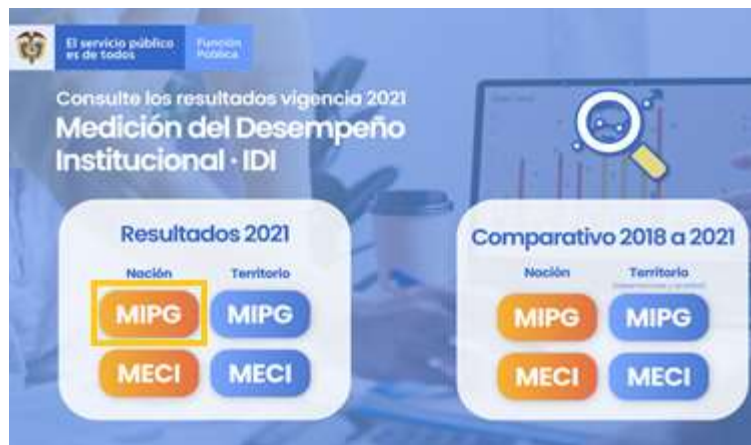 El servicio público
es de todos
Función
Pública
Consulte los resultados vigencia 2021
Medición del Desempeño
Institucional · IDI
Resultados 2021
Nación Territorio
MIPG MIPG
MECI MECI
Comparativo 2018 a 2021
Nación Territorio
MIPG MIPG
MECI MECI